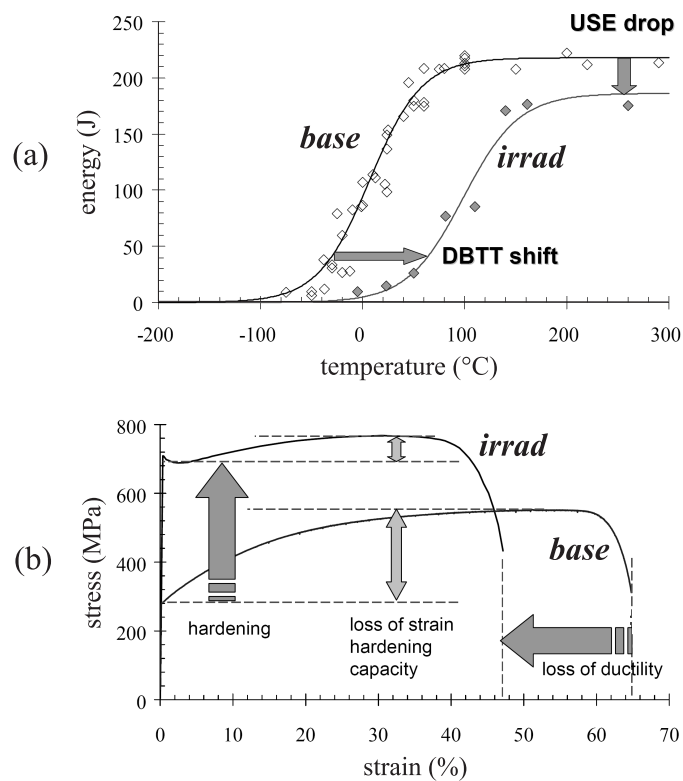 (a)
energy (J)
250
200
150
100
50
0
USE drop
base
irrad
DBTT shift
-200
-100
0
100
200
300
temperature (°C)
(b)
stress (MPa)
800
600
400
200
0
irrad
base
hardening
loss of strain
hardening
capacity
loss of ductility
0
10
20
30
40
50
60
70
strain (%)